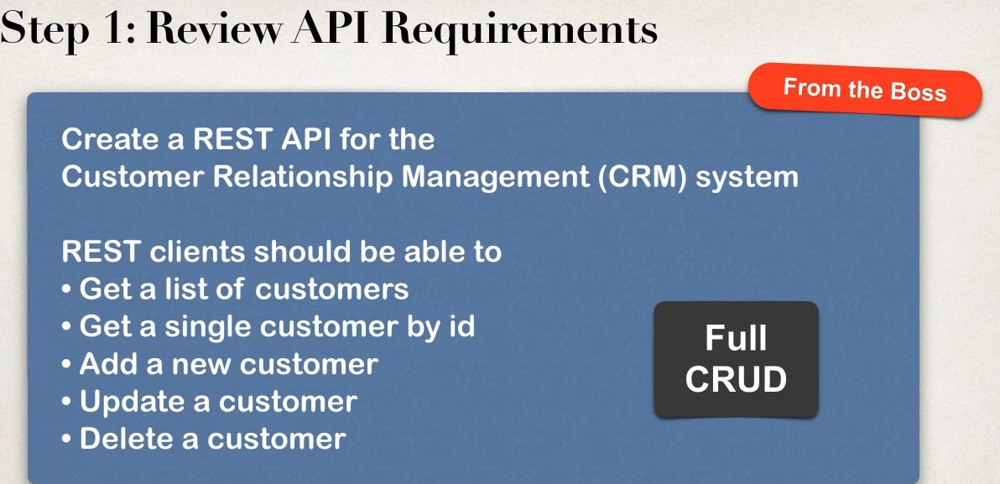 Step 1: Review API Requirements
From the Boss
Create a REST API for the
Customer Relationship Management (CRM) system
REST clients should be able to
• Get a list of customers
• Get a single customer by id
• Add a new customer
• Update a customer
• Delete a customer
Full
CRUD